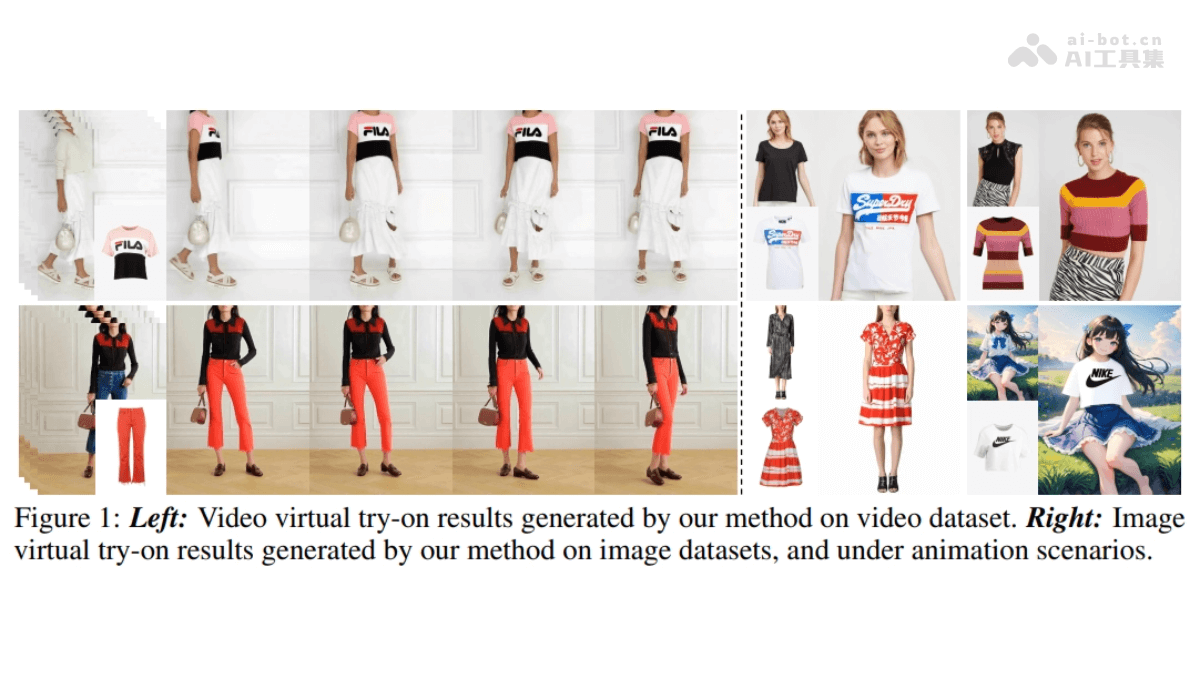 ai-bot.cn
AI工具集
FILA
FILA
FILA
FILA
FILA
SuperDry
SuperDry
NIKE
NIKE
Figure 1: Left: Video virtual try-on results generated by our method on video dataset. Right: Image
virtual try-on results generated by our method on image datasets, and under animation scenarios.